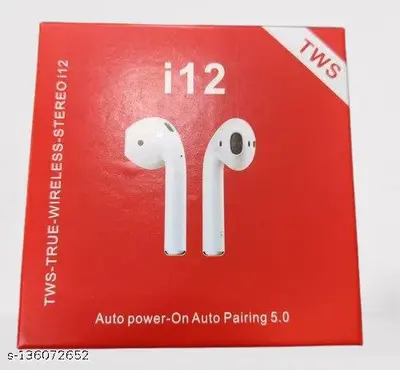 TWS
i12
TWS-TRUE-WIRELESS-STEREO i12
Auto power-On Auto Pairing 5.0
s-136072652